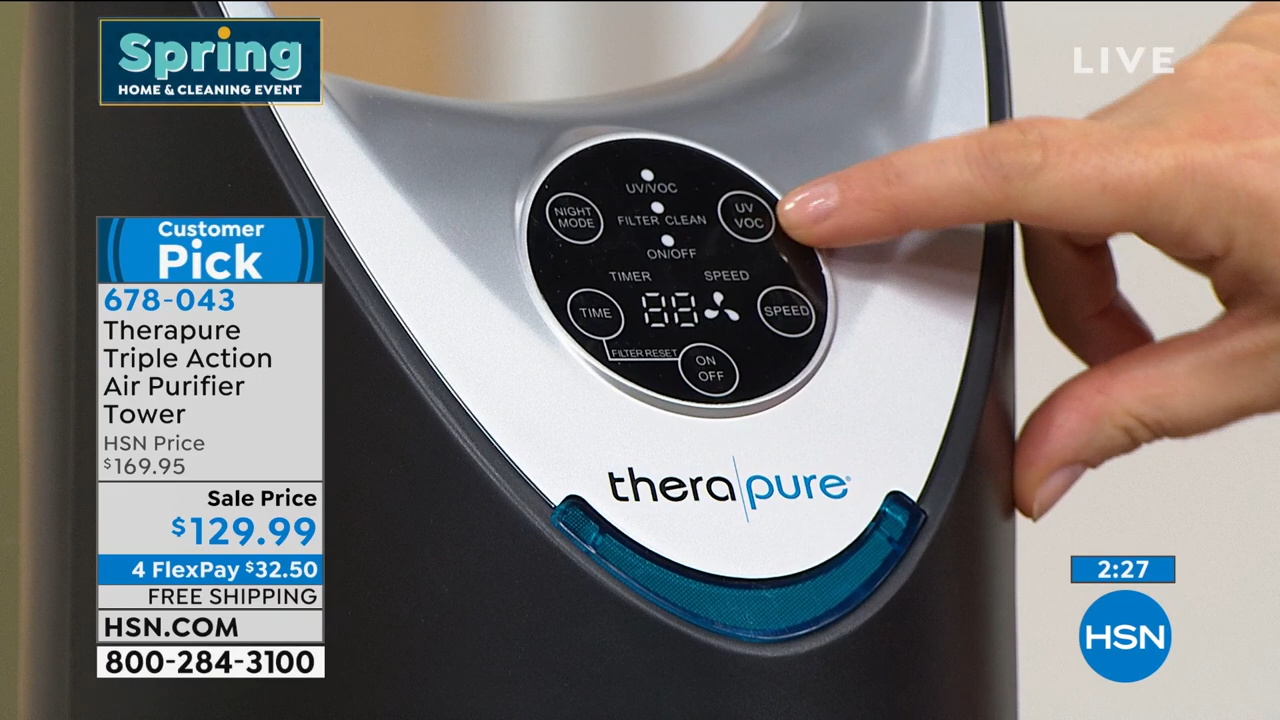 Spring
HOME & CLEANING EVENT
LIVE
Customer
Pick
678-043
Therapure
Triple Action
Air Purifier
Tower
HSN Price
$169.95
Sale Price
$129.99
4 FlexPay $32.50
FREE SHIPPING
HSN.COM
800-284-3100
UV/VOC
NIGHT
MODE
FILTER CLEAN
UV
VOC
ON/OFF
TIMER
SPEED
TIME
88
SPEED
FILTER RESET
ON
OFF
therapure®
2:27
HSN